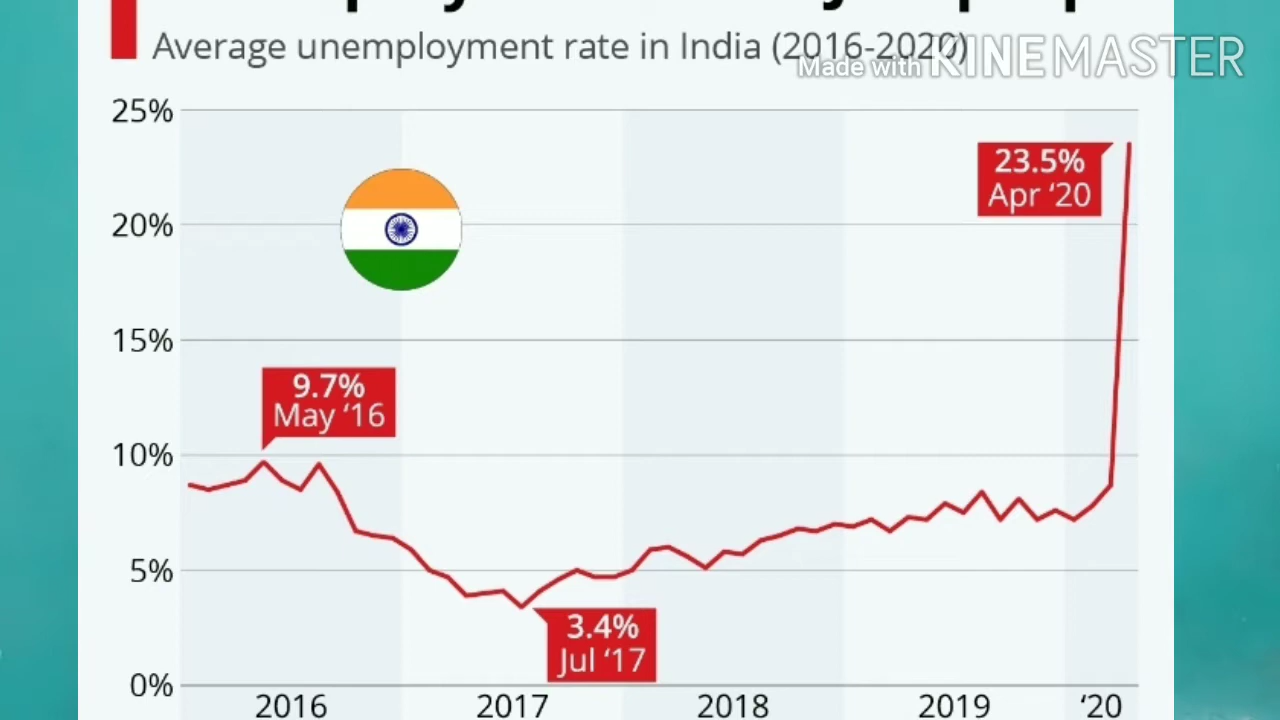 Average unemployment rate in India (2016-2020)
Made with KINEMASTER
25%
23.5%
Apr ‘20
20%
15%
9.7%
May ‘16
10%
5%
3.4%
Jul ‘17
0%
2016 2017 2018 2019 ‘20